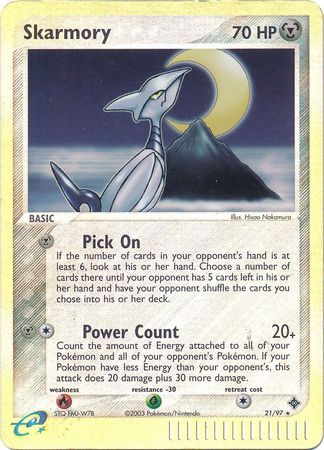 Skarmory 70 HP
BASIC
Illus. Hisao Nakamura
Pick On
If the number of cards in your opponent's hand is at
least 6, look at his or her hand. Choose a number of
cards there until your opponent has 5 cards left in his
or her hand and have your opponent shuffle the cards you
chose into his or her deck.
Power Count 20+
Count the amount of Energy attached to all of your
Pokémon and all of your opponent's Pokémon. If your
Pokémon have less Energy than your opponent's, this
attack does 20 damage plus 30 more damage.
weakness resistance -30 retreat cost
STQ-EMJ-W7B ©2003 Pokémon/Nintendo 21/97 ★
e